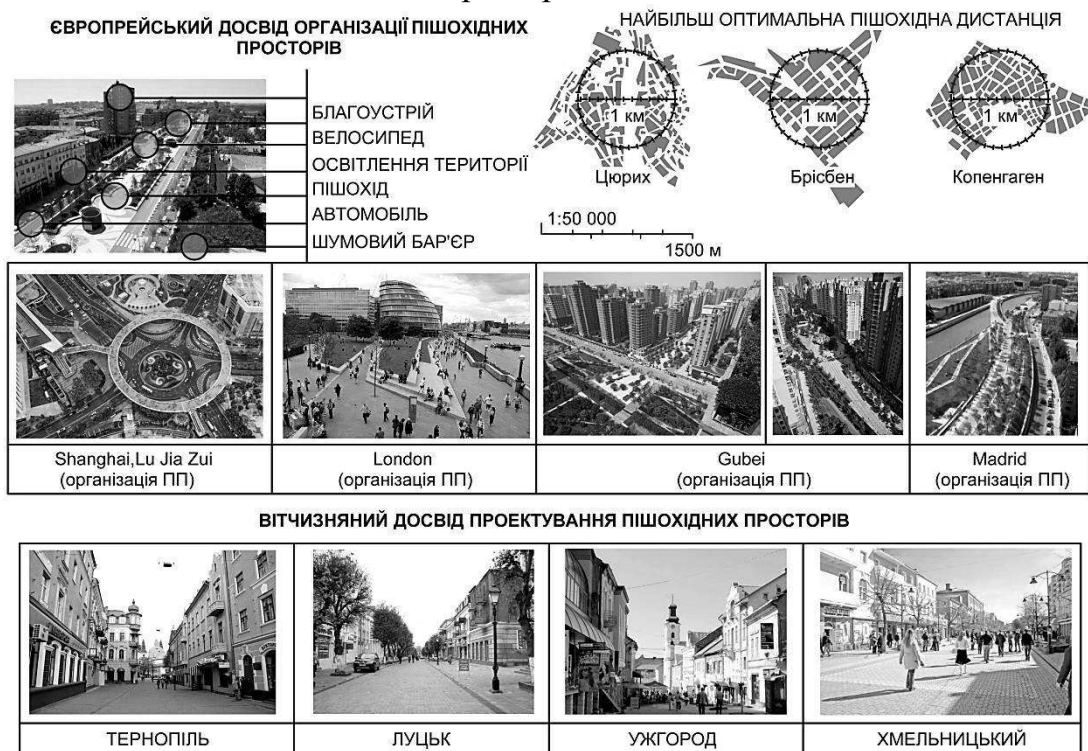 ЄВРОПРЕЙСЬКИЙ ДОСВІД ОРГАНІЗАЦІЇ ПІШОХІДНИХ
ПРОСТОРІВ
НАЙБІЛЬШ ОПТИМАЛЬНА ПІШОХІДНА ДИСТАНЦІЯ
БЛАГОУСТРІЙ
ВЕЛОСИПЕД
ОСВІТЛЕННЯ ТЕРИТОРІЇ
ПІШОХІД
АВТОМОБІЛЬ
ШУМОВИЙ БАР'ЄР
1 км
1 км
1 км
Цюрих
Брісбен
Копенгаген
1:50 000
1500 м
Shanghai,Lu Jia Zui
(організація ПП)
London
(організація ПП)
Gubei
(організація ПП)
Madrid
(організація ПП)
ВІТЧИЗНЯНИЙ ДОСВІД ПРОЕКТУВАННЯ ПІШОХІДНИХ ПРОСТОРІВ
ТЕРНОПІЛЬ
ЛУЦЬК
УЖГОРОД
ХМЕЛЬНИЦЬКИЙ